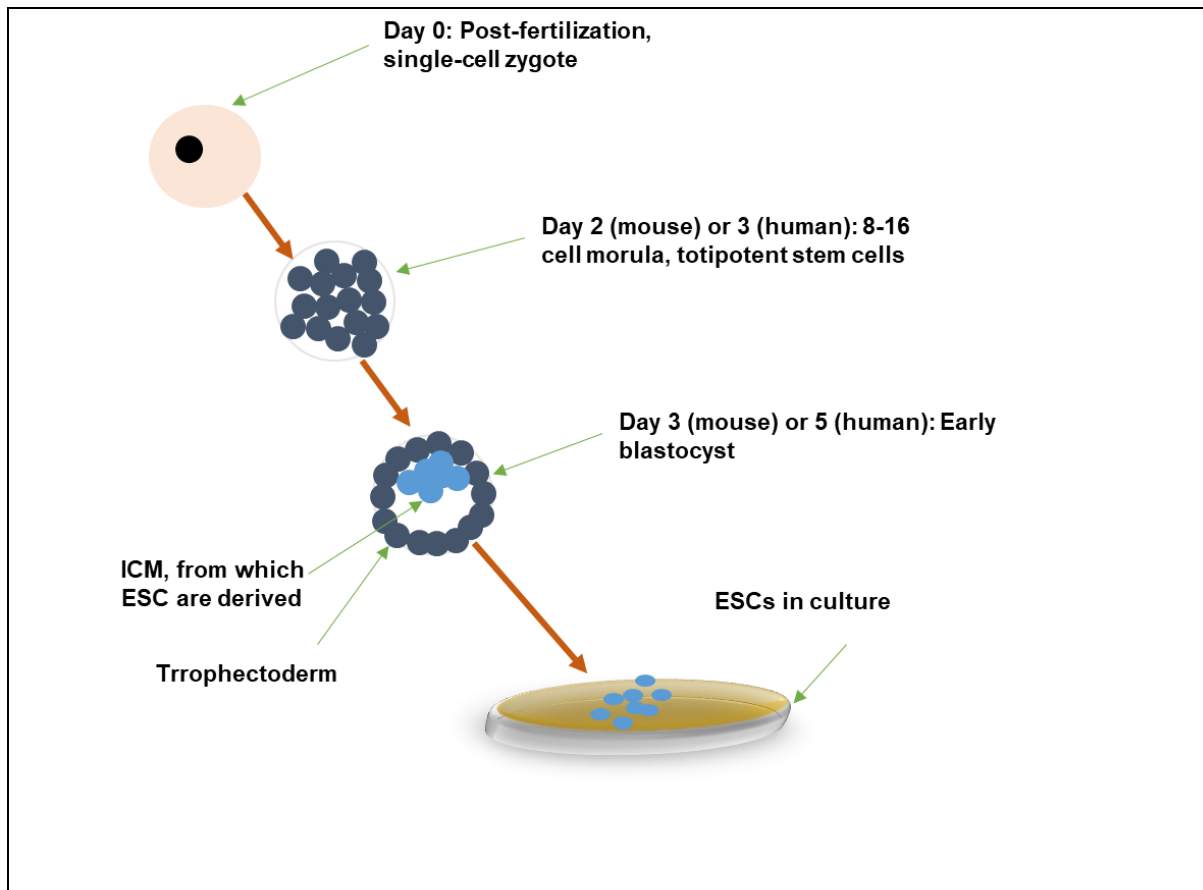 Day 0: Post-fertilization,
single-cell zygote
Day 2 (mouse) or 3 (human): 8-16
cell morula, totipotent stem cells
Day 3 (mouse) or 5 (human): Early
blastocyst
ICM, from which
ESC are derived
ESCs in culture
Trrophectoderm